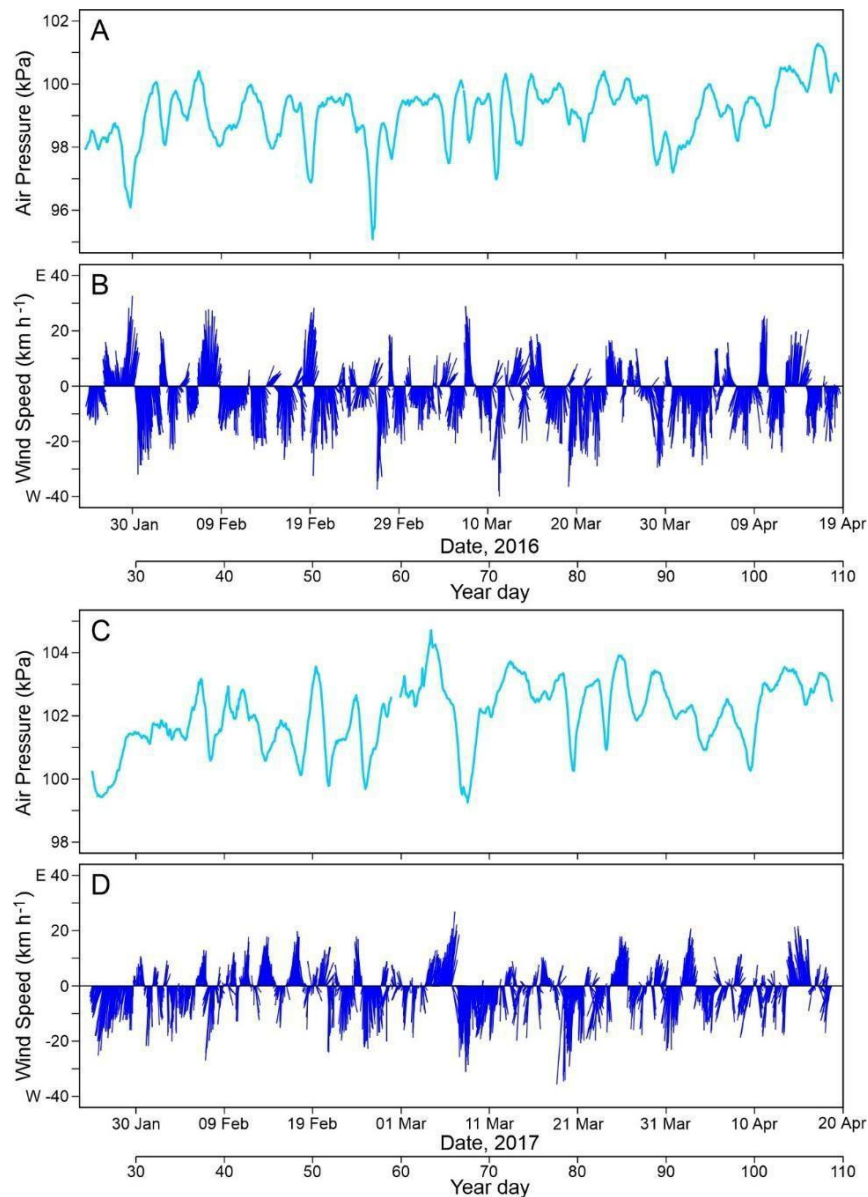 A
102
100
98
96
Air Pressure (kPa)
B
E 40
20
0
-20
W -40
Wind Speed (km h⁻¹)
30 Jan 09 Feb 19 Feb 29 Feb 10 Mar 20 Mar 30 Mar 09 Apr 19 Apr
Date, 2016
30 40 50 60 70 80 90 100 110
Year day
C
104
102
100
98
Air Pressure (kPa)
D
E 40
20
0
-20
W -40
Wind Speed (km h⁻¹)
30 Jan 09 Feb 19 Feb 01 Mar 11 Mar 21 Mar 31 Mar 10 Apr 20 Apr
Date, 2017
30 40 50 60 70 80 90 100 110
Year day